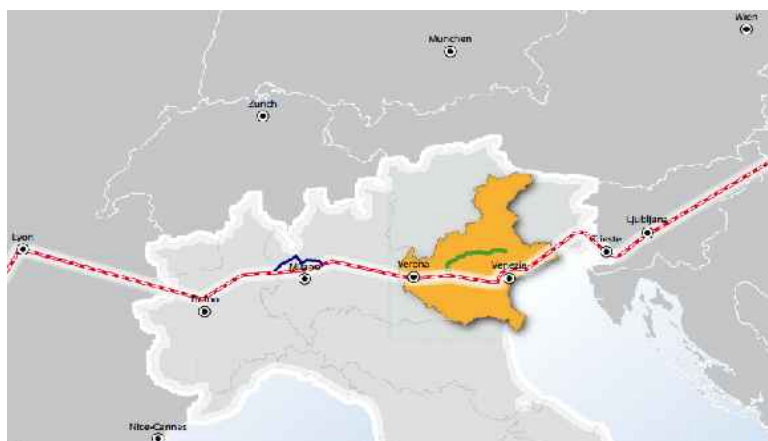 Wien
München
Zurich
Ljubljana
Lyon
Trieste
Verona
Venezia
Milano
Torino
Nice-Cannes